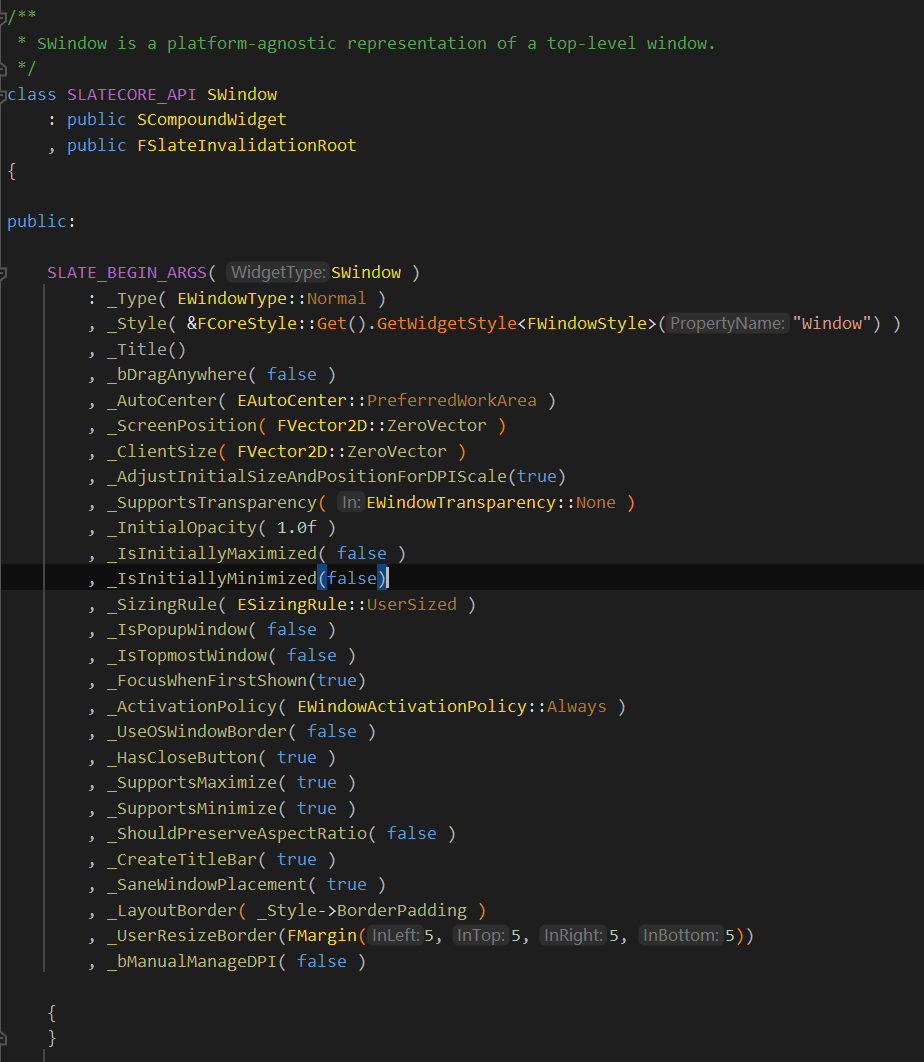 /**
 * SWindow is a platform-agnostic representation of a top-level window.
 */
class SLATECORE_API SWindow
    : public SCompoundWidget
    , public FSlateInvalidationRoot
{
public:
    SLATE_BEGIN_ARGS( WidgetType: SWindow )
        : _Type( EWindowType::Normal )
        , _Style( &FCoreStyle::Get().GetWidgetStyle<FWindowStyle>( PropertyName: "Window") )
        , _Title()
        , _bDragAnywhere( false )
        , _AutoCenter( EAutoCenter::PreferredWorkArea )
        , _ScreenPosition( FVector2D::ZeroVector )
        , _ClientSize( FVector2D::ZeroVector )
        , _AdjustInitialSizeAndPositionForDPIScale(true)
        , _SupportsTransparency( In: EWindowTransparency::None )
        , _InitialOpacity( 1.0f )
        , _IsInitiallyMaximized( false )
        , _IsInitiallyMinimized(false)
        , _SizingRule( ESizingRule::UserSized )
        , _IsPopupWindow( false )
        , _IsTopmostWindow( false )
        , _FocusWhenFirstShown(true)
        , _ActivationPolicy( EWindowActivationPolicy::Always )
        , _UseOSWindowBorder( false )
        , _HasCloseButton( true )
        , _SupportsMaximize( true )
        , _SupportsMinimize( true )
        , _ShouldPreserveAspectRatio( false )
        , _CreateTitleBar( true )
        , _SaneWindowPlacement( true )
        , _LayoutBorder( _Style->BorderPadding )
        , _UserResizeBorder(FMargin( InLeft: 5, InTop: 5, InRight: 5, InBottom: 5))
        , _bManualManageDPI( false )
    {
    }